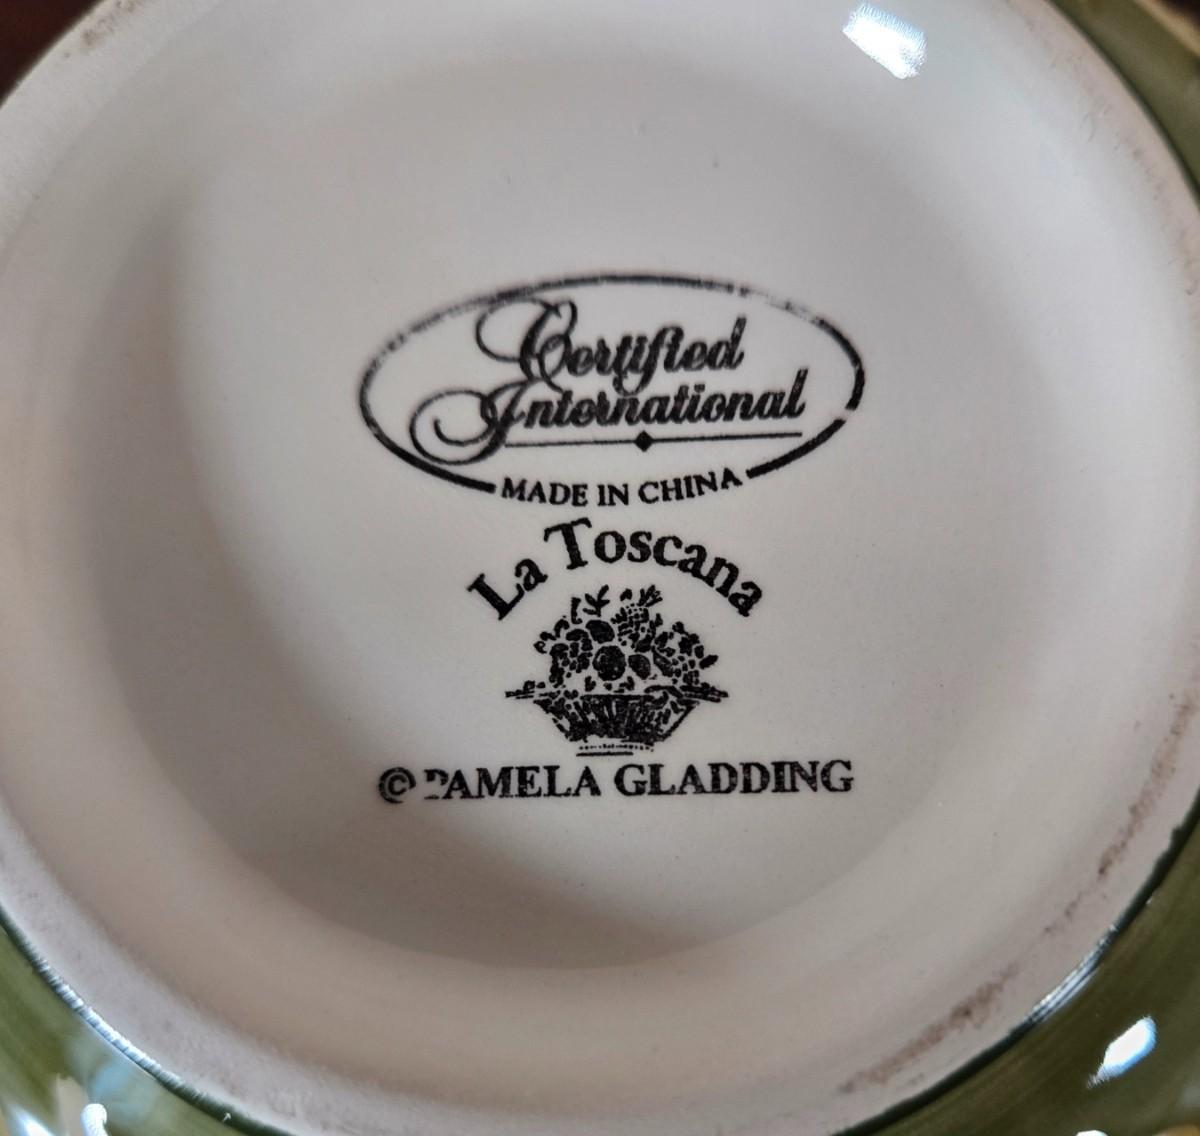 Certified
International
MADE IN CHINA
La Toscana
© PAMELA GLADDING